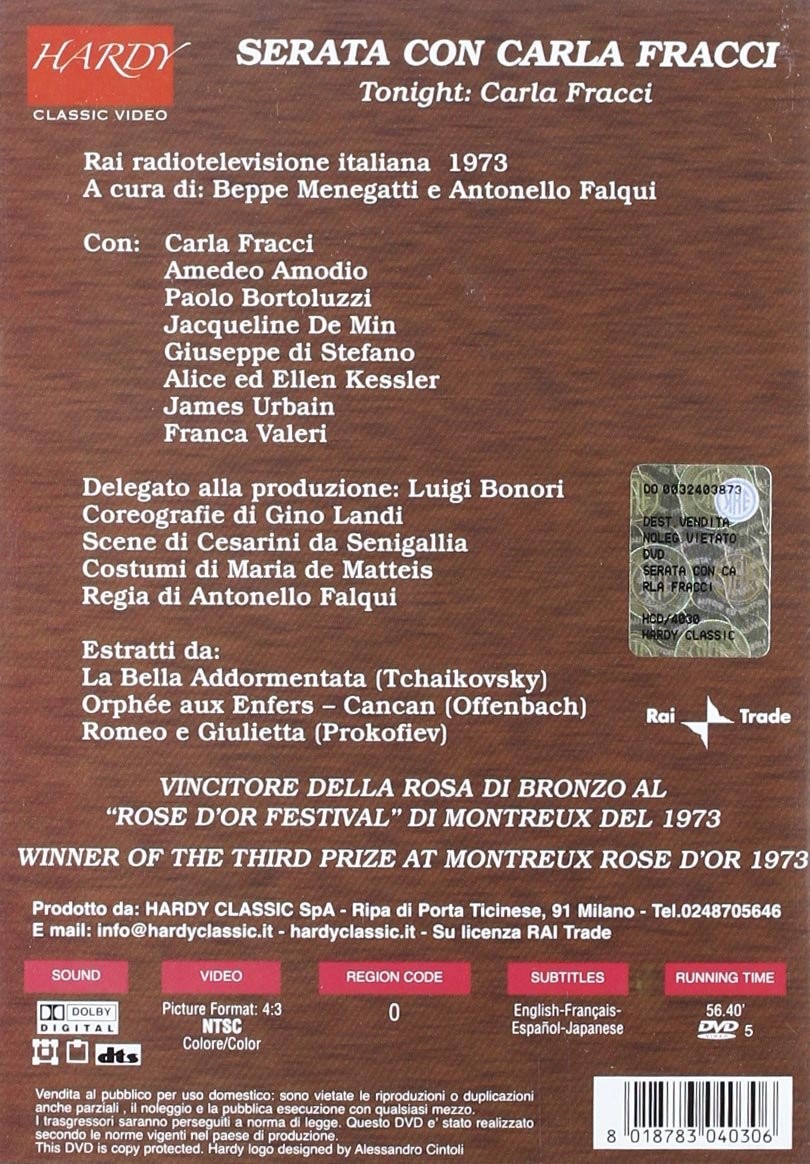 HARDY
CLASSIC VIDEO
SERATA CON CARLA FRACCI
Tonight: Carla Fracci
Rai radiotelevisione italiana 1973
A cura di: Beppe Menegatti e Antonello Falqui
Con: Carla Fracci
Amedeo Amodio
Paolo Bortoluzzi
Jacqueline De Min
Giuseppe di Stefano
Alice ed Ellen Kessler
James Urbain
Franca Valeri
Delegato alla produzione: Luigi Bonori
Coreografie di Gino Landi
Scene di Cesarini da Senigallia
Costumi di Maria de Matteis
Regia di Antonello Falqui
DO 0032403873
DEST.VENDITA
NOLEG VIETATO
DVD
SERATA CON CA
RLA FRACCI
HCD/4030
HARDY CLASSIC
Estratti da:
La Bella Addormentata (Tchaikovsky)
Orphée aux Enfers – Cancan (Offenbach)
Romeo e Giulietta (Prokofiev)
Rai Trade
VINCITORE DELLA ROSA DI BRONZO AL
“ROSE D'OR FESTIVAL” DI MONTREUX DEL 1973
WINNER OF THE THIRD PRIZE AT MONTREUX ROSE D'OR 1973
Prodotto da: HARDY CLASSIC SpA - Ripa di Porta Ticinese, 91 Milano - Tel.0248705646
E mail: info@hardyclassic.it - hardyclassic.it - Su licenza RAI Trade
SOUND
DOLBY
DIGITAL
dts
VIDEO
Picture Format: 4:3
NTSC
Colore/Color
REGION CODE
0
SUBTITLES
English-Français-
Español-Japanese
RUNNING TIME
56.40'
DVD 5
VIDEO
Vendita al pubblico per uso domestico: sono vietate le riproduzioni o duplicazioni
anche parziali , il noleggio e la pubblica esecuzione con qualsiasi mezzo.
I trasgressori saranno perseguiti a norma di legge. Questo DVD e' stato realizzato
secondo le norme vigenti nel paese di produzione.
This DVD is copy protected. Hardy logo designed by Alessandro Cintoli
8 018783 040306